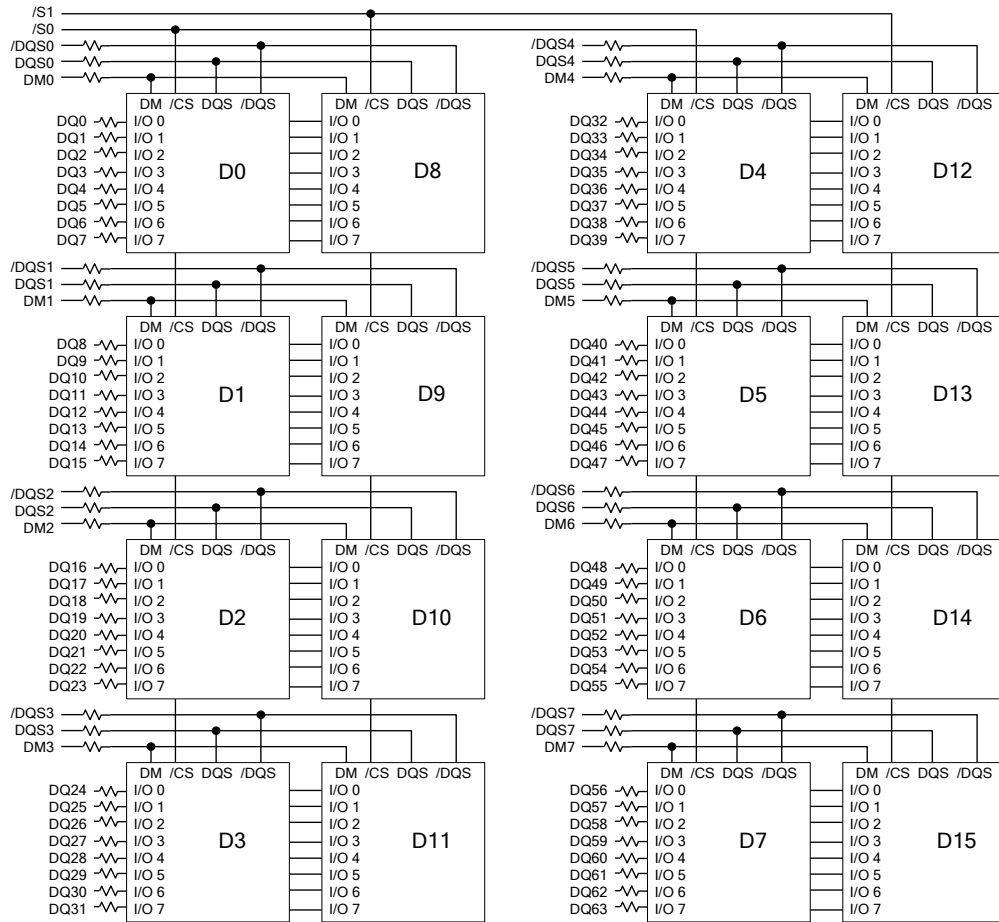 /S1
/S0
/DQS0
DQS0
DM0
/DQS4
DQS4
DM4
DM /CS DQS /DQS
DM /CS DQS /DQS
DM /CS DQS /DQS
DM /CS DQS /DQS
DQ0 I/O 0 I/O 0 DQ32 I/O 0 I/O 0
DQ1 I/O 1 I/O 1 DQ33 I/O 1 I/O 1
DQ2 I/O 2 I/O 2 DQ34 I/O 2 I/O 2
DQ3 I/O 3 D0 I/O 3 D8 DQ35 I/O 3 D4 I/O 3 D12
DQ4 I/O 4 I/O 4 DQ36 I/O 4 I/O 4
DQ5 I/O 5 I/O 5 DQ37 I/O 5 I/O 5
DQ6 I/O 6 I/O 6 DQ38 I/O 6 I/O 6
DQ7 I/O 7 I/O 7 DQ39 I/O 7 I/O 7
/DQS1
DQS1
DM1
/DQS5
DQS5
DM5
DM /CS DQS /DQS
DM /CS DQS /DQS
DM /CS DQS /DQS
DM /CS DQS /DQS
DQ8 I/O 0 I/O 0 DQ40 I/O 0 I/O 0
DQ9 I/O 1 I/O 1 DQ41 I/O 1 I/O 1
DQ10 I/O 2 I/O 2 DQ42 I/O 2 I/O 2
DQ11 I/O 3 D1 I/O 3 D9 DQ43 I/O 3 D5 I/O 3 D13
DQ12 I/O 4 I/O 4 DQ44 I/O 4 I/O 4
DQ13 I/O 5 I/O 5 DQ45 I/O 5 I/O 5
DQ14 I/O 6 I/O 6 DQ46 I/O 6 I/O 6
DQ15 I/O 7 I/O 7 DQ47 I/O 7 I/O 7
/DQS2
DQS2
DM2
/DQS6
DQS6
DM6
DM /CS DQS /DQS
DM /CS DQS /DQS
DM /CS DQS /DQS
DM /CS DQS /DQS
DQ16 I/O 0 I/O 0 DQ48 I/O 0 I/O 0
DQ17 I/O 1 I/O 1 DQ49 I/O 1 I/O 1
DQ18 I/O 2 I/O 2 DQ50 I/O 2 I/O 2
DQ19 I/O 3 D2 I/O 3 D10 DQ51 I/O 3 D6 I/O 3 D14
DQ20 I/O 4 I/O 4 DQ52 I/O 4 I/O 4
DQ21 I/O 5 I/O 5 DQ53 I/O 5 I/O 5
DQ22 I/O 6 I/O 6 DQ54 I/O 6 I/O 6
DQ23 I/O 7 I/O 7 DQ55 I/O 7 I/O 7
/DQS3
DQS3
DM3
/DQS7
DQS7
DM7
DM /CS DQS /DQS
DM /CS DQS /DQS
DM /CS DQS /DQS
DM /CS DQS /DQS
DQ24 I/O 0 I/O 0 DQ56 I/O 0 I/O 0
DQ25 I/O 1 I/O 1 DQ57 I/O 1 I/O 1
DQ26 I/O 2 I/O 2 DQ58 I/O 2 I/O 2
DQ27 I/O 3 D3 I/O 3 D11 DQ59 I/O 3 D7 I/O 3 D15
DQ28 I/O 4 I/O 4 DQ60 I/O 4 I/O 4
DQ29 I/O 5 I/O 5 DQ61 I/O 5 I/O 5
DQ30 I/O 6 I/O 6 DQ62 I/O 6 I/O 6
DQ31 I/O 7 I/O 7 DQ63 I/O 7 I/O 7